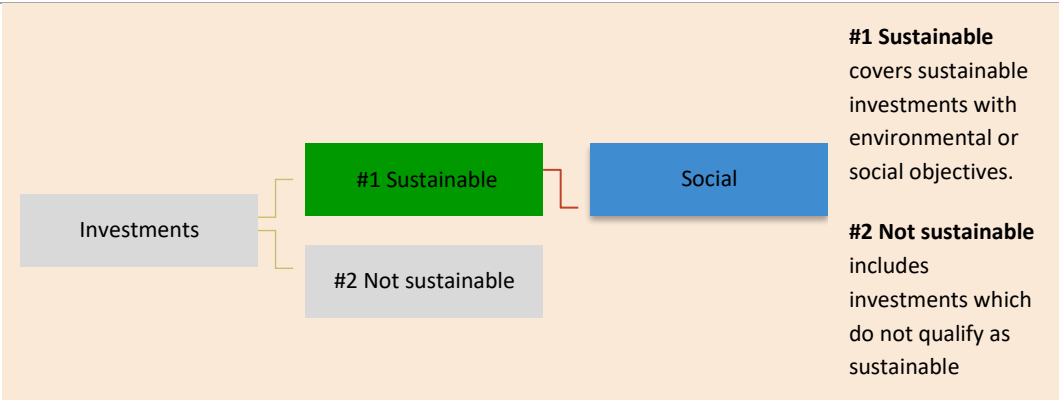 Investments
#1 Sustainable
Social
#2 Not sustainable
#1 Sustainable
covers sustainable
investments with
environmental or
social objectives.
#2 Not sustainable
includes
investments which
do not qualify as
sustainable